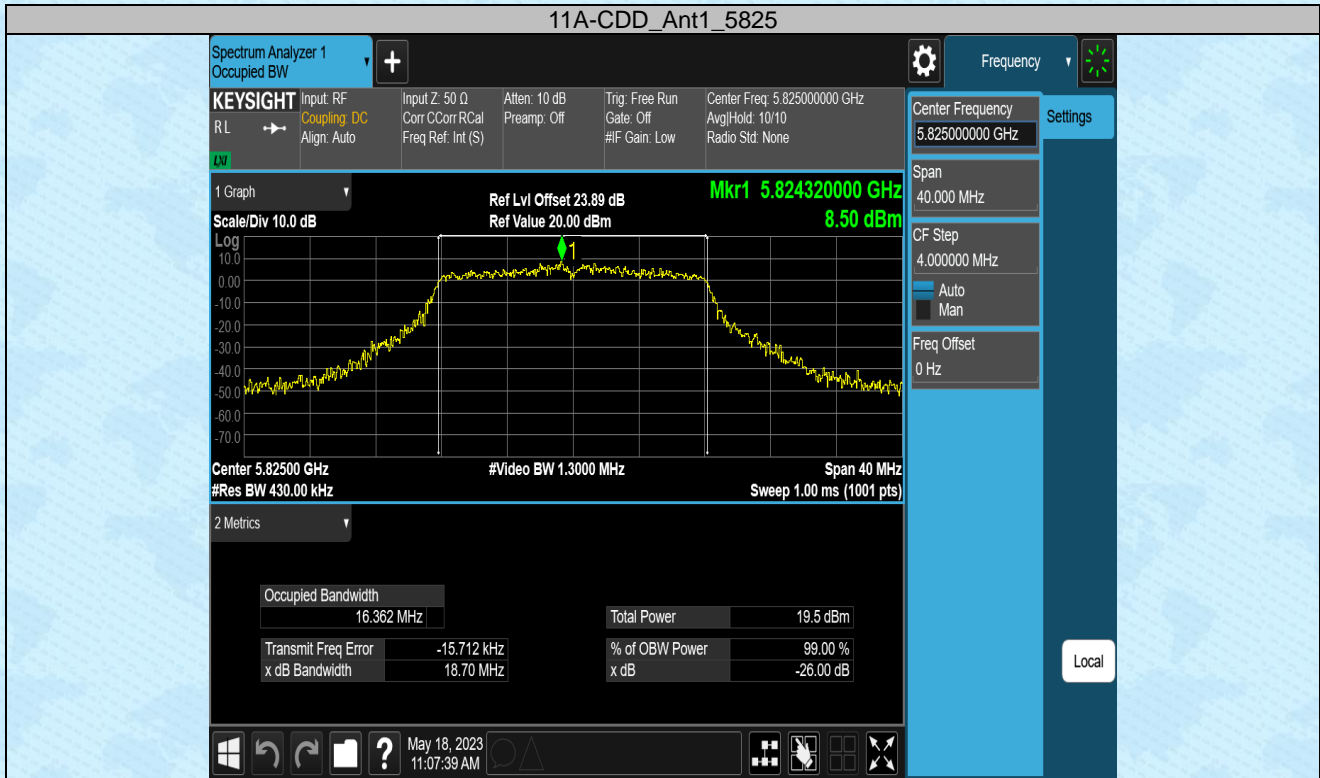 11A-CDD_Ant1_5825
Spectrum Analyzer 1
Occupied BW
Frequency
KEYSIGHT
R L
LXI
Input: RF
Coupling: DC
Align: Auto
Input Z: 50 Ω
Corr CCorr RCal
Freq Ref: Int (S)
Atten: 10 dB
Preamp: Off
Trig: Free Run
Gate: Off
#IF Gain: Low
Center Freq: 5.825000000 GHz
Avg|Hold: 10/10
Radio Std: None
Center Frequency
5.825000000 GHz
Settings
Span
40.000 MHz
CF Step
4.000000 MHz
Auto
Man
Freq Offset
0 Hz
Local
1 Graph
Scale/Div 10.0 dB
Ref Lvl Offset 23.89 dB
Ref Value 20.00 dBm
Mkr1 5.824320000 GHz
8.50 dBm
Log
10.0
0.00
-10.0
-20.0
-30.0
-40.0
-50.0
-60.0
-70.0
1
Center 5.82500 GHz
#Res BW 430.00 kHz
#Video BW 1.3000 MHz
Span 40 MHz
Sweep 1.00 ms (1001 pts)
2 Metrics
Occupied Bandwidth
16.362 MHz
Total Power 19.5 dBm
Transmit Freq Error -15.712 kHz
% of OBW Power 99.00 %
x dB Bandwidth 18.70 MHz
x dB -26.00 dB
?
May 18, 2023
11:07:39 AM